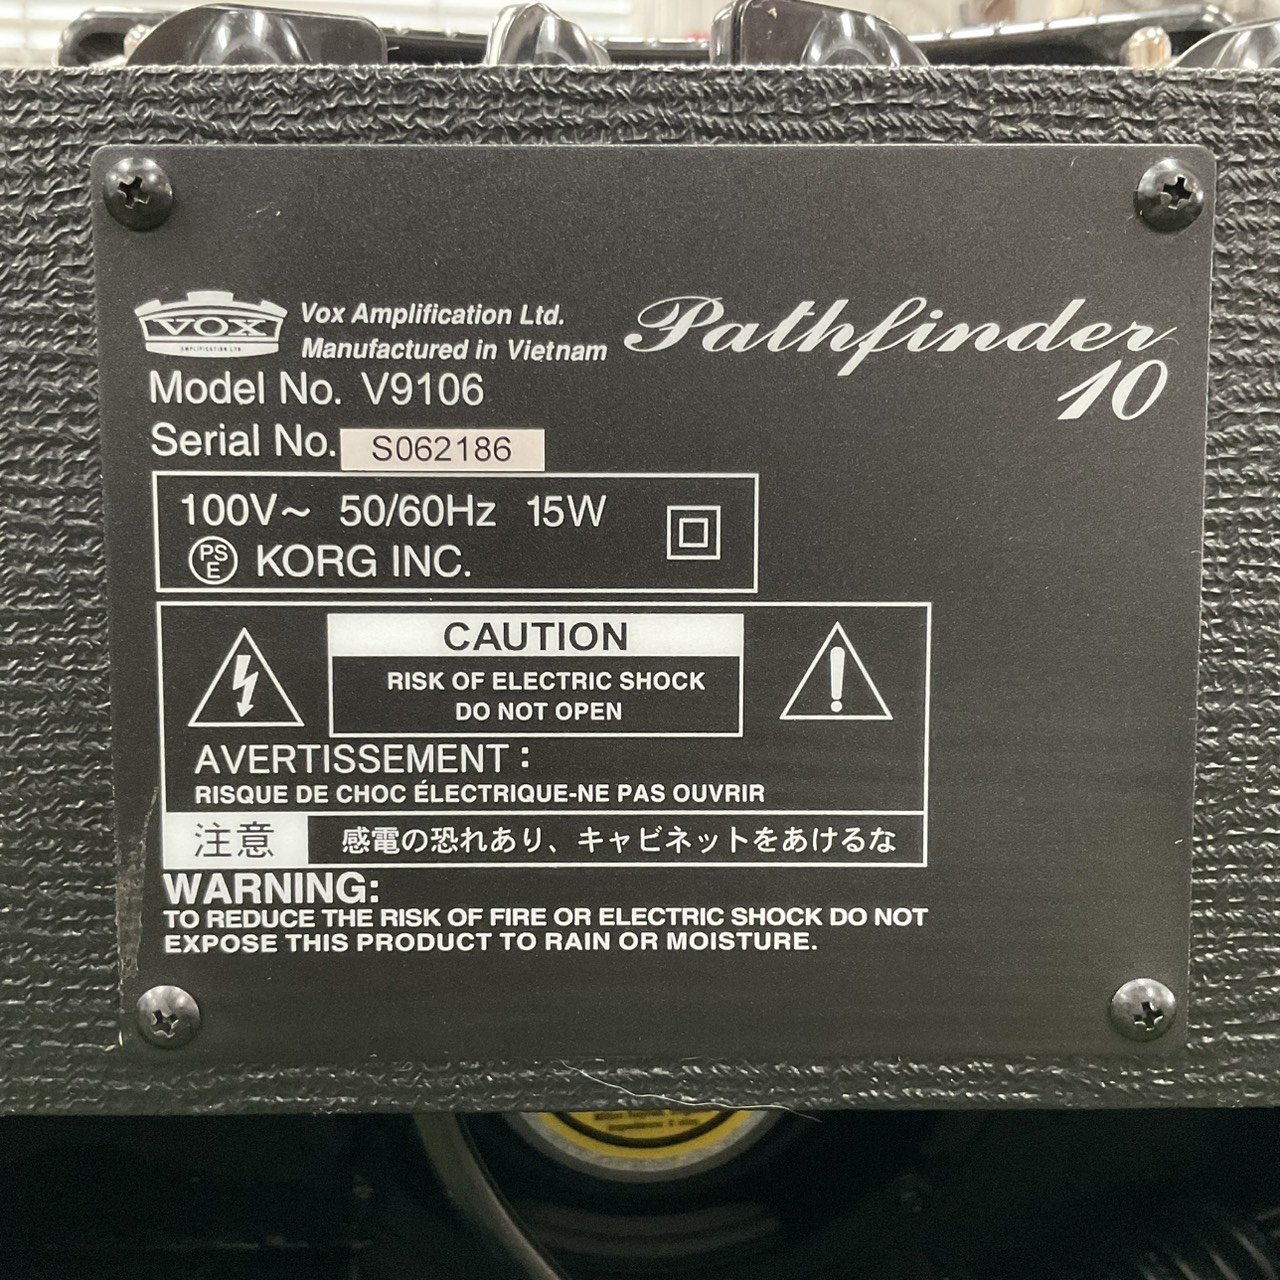 VOX
AMPLIFICATION LTD.
Vox Amplification Ltd.
Manufactured in Vietnam
Pathfinder
10
Model No. V9106
Serial No. S062186
100V~ 50/60Hz 15W
PS
E
KORG INC.
CAUTION
RISK OF ELECTRIC SHOCK
DO NOT OPEN
AVERTISSEMENT :
RISQUE DE CHOC ÉLECTRIQUE-NE PAS OUVRIR
注意 感電の恐れあり、キャビネットをあけるな
WARNING:
TO REDUCE THE RISK OF FIRE OR ELECTRIC SHOCK DO NOT
EXPOSE THIS PRODUCT TO RAIN OR MOISTURE.